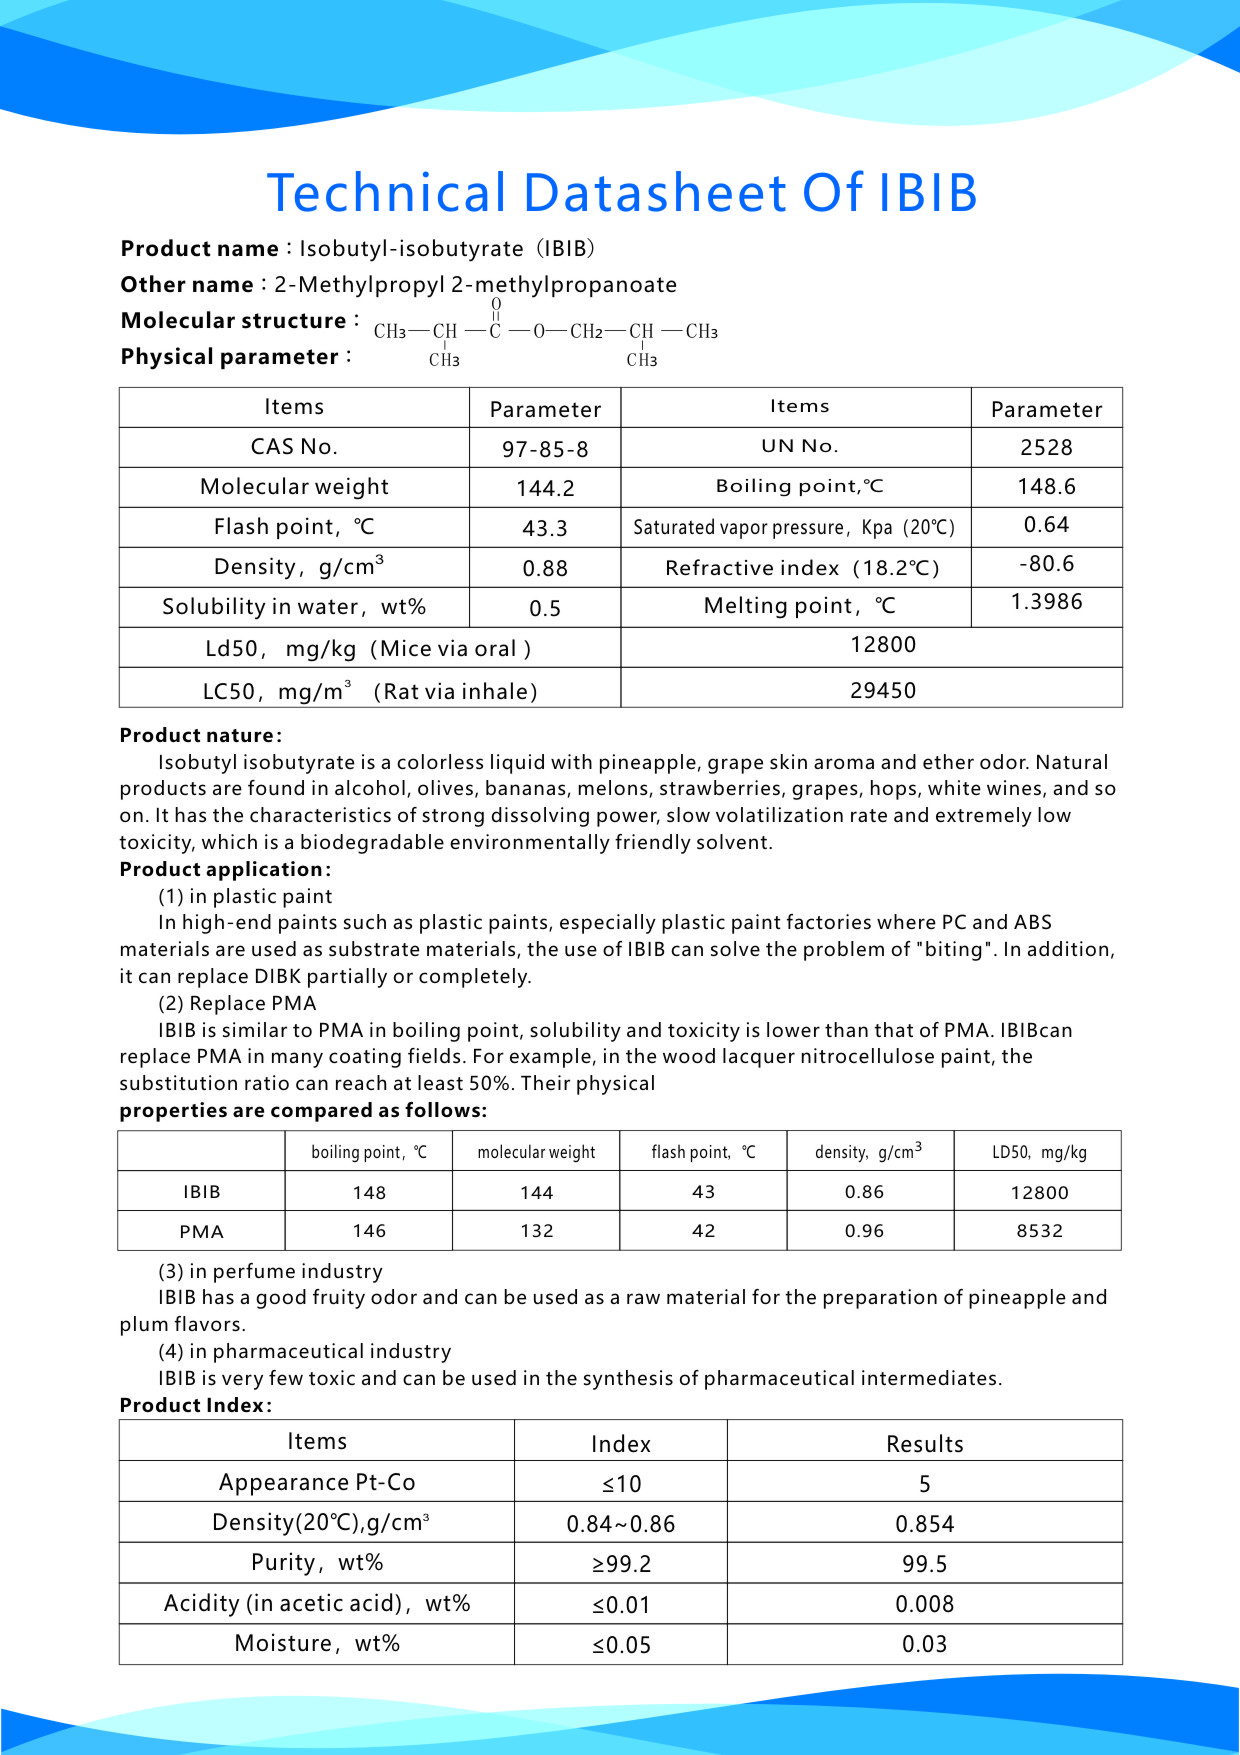 Technical Datasheet Of IBIB
Product name：Isobutyl-isobutyrate（IBIB）
Other name：2-Methylpropyl 2-methylpropanoate
O
Molecular structure： CH₃—CH—C—O—CH₂—CH—CH₃
Physical parameter： CH₃ CH₃
Items Parameter Items Parameter
CAS No. 97-85-8 UN No. 2528
Molecular weight 144.2 Boiling point,℃ 148.6
Flash point，℃ 43.3 Saturated vapor pressure，Kpa（20℃） 0.64
Density，g/cm³ 0.88 Refractive index（18.2℃） -80.6
Solubility in water，wt% 0.5 Melting point，℃ 1.3986
Ld50， mg/kg（Mice via oral ） 12800
LC50，mg/m³ （Rat via inhale） 29450
Product nature：
Isobutyl isobutyrate is a colorless liquid with pineapple, grape skin aroma and ether odor. Natural
products are found in alcohol, olives, bananas, melons, strawberries, grapes, hops, white wines, and so
on. It has the characteristics of strong dissolving power, slow volatilization rate and extremely low
toxicity, which is a biodegradable environmentally friendly solvent.
Product application：
(1) in plastic paint
In high-end paints such as plastic paints, especially plastic paint factories where PC and ABS
materials are used as substrate materials, the use of IBIB can solve the problem of "biting". In addition,
it can replace DIBK partially or completely.
(2) Replace PMA
IBIB is similar to PMA in boiling point, solubility and toxicity is lower than that of PMA. IBIBcan
replace PMA in many coating fields. For example, in the wood lacquer nitrocellulose paint, the
substitution ratio can reach at least 50%. Their physical
properties are compared as follows:
boiling point，℃ molecular weight flash point，℃ density，g/cm³ LD50，mg/kg
IBIB 148 144 43 0.86 12800
PMA 146 132 42 0.96 8532
(3) in perfume industry
IBIB has a good fruity odor and can be used as a raw material for the preparation of pineapple and
plum flavors.
(4) in pharmaceutical industry
IBIB is very few toxic and can be used in the synthesis of pharmaceutical intermediates.
Product Index：
Items Index Results
Appearance Pt-Co ≤10 5
Density(20℃),g/cm³ 0.84~0.86 0.854
Purity，wt% ≥99.2 99.5
Acidity (in acetic acid)，wt% ≤0.01 0.008
Moisture，wt% ≤0.05 0.03